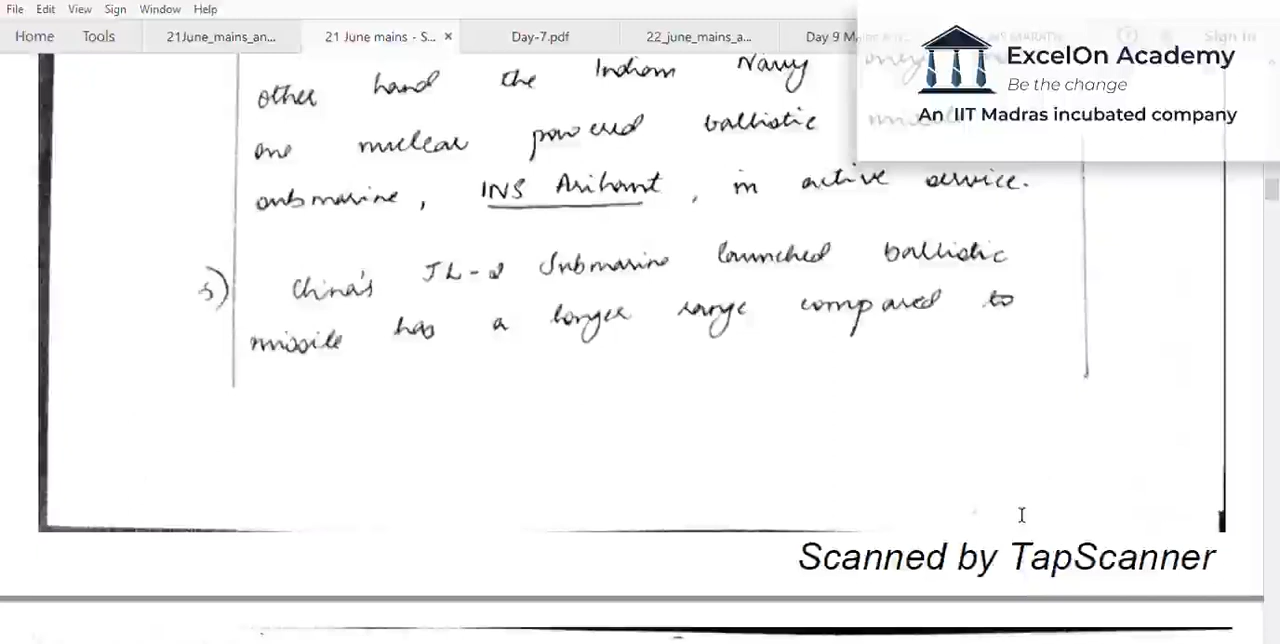 File Edit View Sign Window Help
Home Tools 21June_mains_an... 21 June mains - S... × Day-7.pdf 22_june_mains_a... Day 9 M Sign In
ExcelOn Academy
Be the change
An IIT Madras incubated company
other hand the Indian Navy
one nuclear powered ballistic
submarine, INS Arihant, in active service.
5) China's JL-2 Submarine launched ballistic
missile has a longer range compared to
Scanned by TapScanner